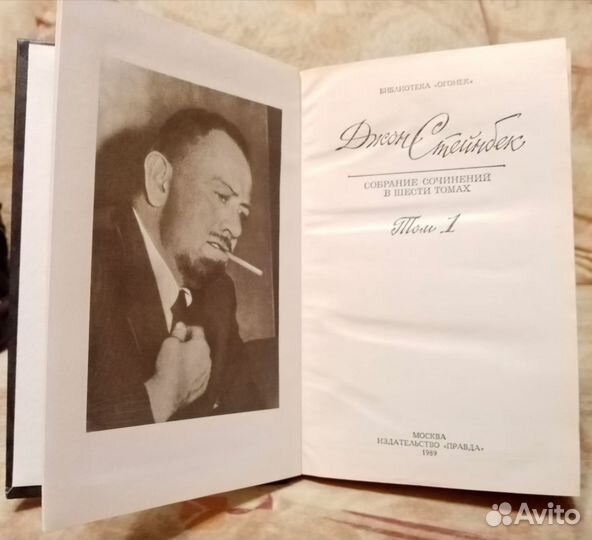 БИБЛИОТЕКА «ОГОНЕК»
Джон Стейнбек
СОБРАНИЕ СОЧИНЕНИЙ
В ШЕСТИ ТОМАХ
Том 1
МОСКВА
ИЗДАТЕЛЬСТВО «ПРАВДА»
1989
Avito